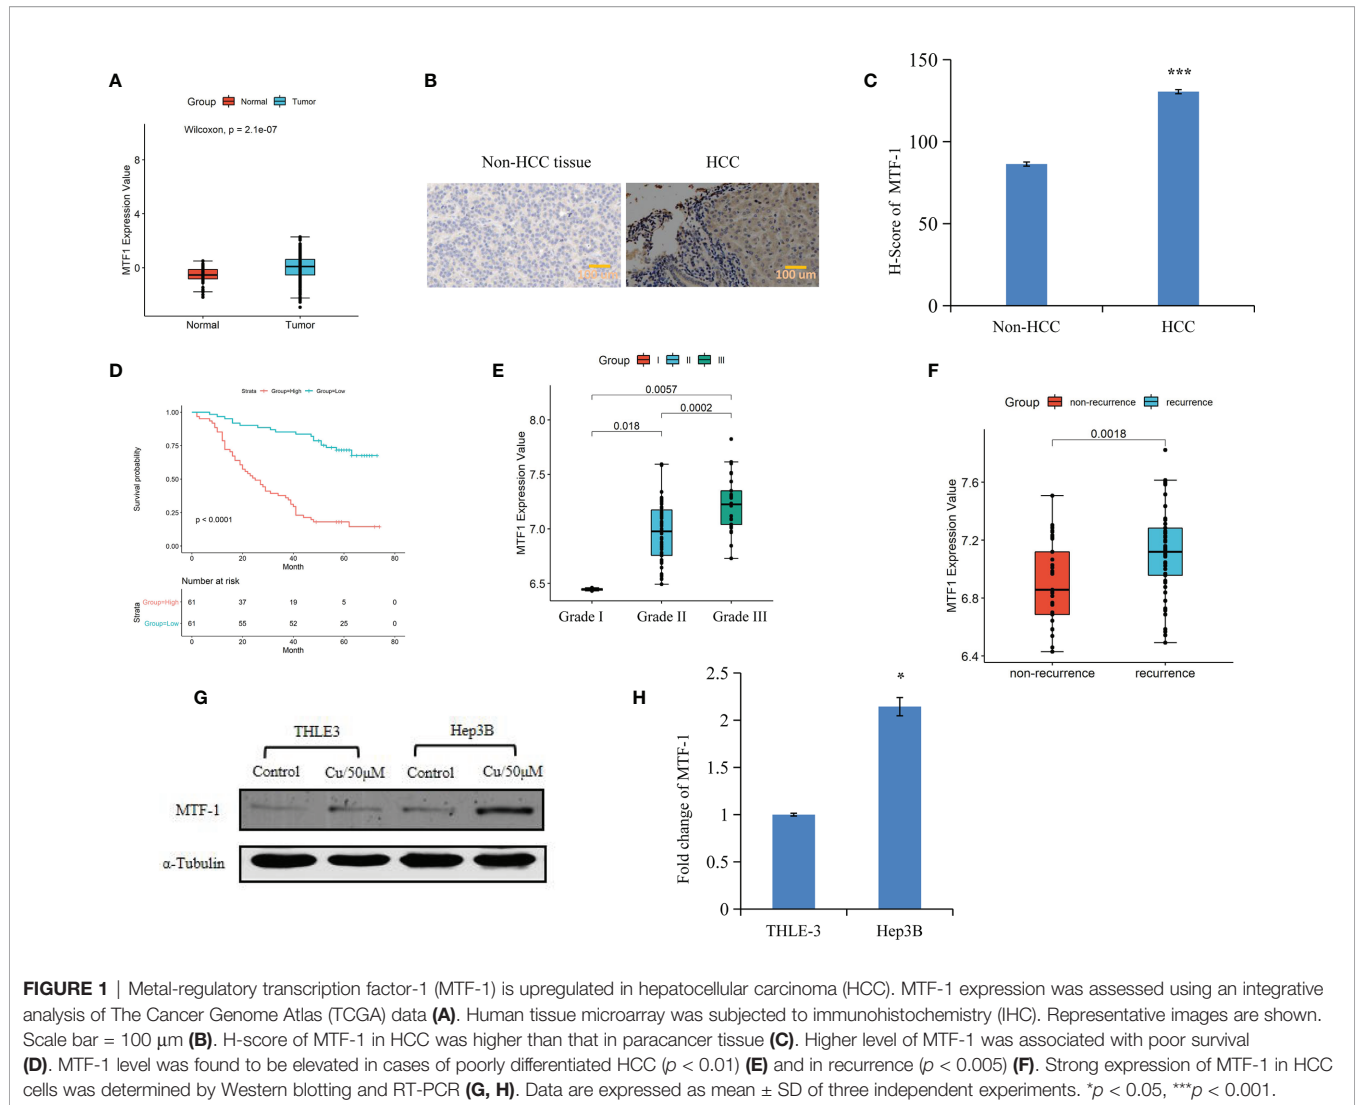 A
Group Normal Tumor
Wilcoxon, p = 2.1e-07
MTF1 Expression Value
8
4
0
Normal Tumor
B
Non-HCC tissue HCC
100 um
100 um
C
H-Score of MTF-1
150
100
50
0
Non-HCC HCC
***
D
Strata Group=High Group=Low
Survival probability
1.00
0.75
0.50
0.25
0.00
p < 0.0001
0 20 40 60 80
Month
Number at risk
Strata
Group=High 61 37 19 5 0
Group=Low 61 55 52 25 0
0 20 40 60 80
Month
E
Group I II III
MTF1 Expression Value
0.0057
0.0002
0.018
8.0
7.5
7.0
6.5
Grade I Grade II Grade III
F
Group non-recurrence recurrence
0.0018
MTF1 Expression Value
7.6
7.2
6.8
6.4
non-recurrence recurrence
G
THLE3 Hep3B
Control Cu/50μM Control Cu/50μM
MTF-1
α-Tubulin
H
Fold change of MTF-1
2.5
2
1.5
1
0.5
0
*
THLE-3 Hep3B
FIGURE 1 | Metal-regulatory transcription factor-1 (MTF-1) is upregulated in hepatocellular carcinoma (HCC). MTF-1 expression was assessed using an integrative
analysis of The Cancer Genome Atlas (TCGA) data (A). Human tissue microarray was subjected to immunohistochemistry (IHC). Representative images are shown.
Scale bar = 100 μm (B). H-score of MTF-1 in HCC was higher than that in paracancer tissue (C). Higher level of MTF-1 was associated with poor survival
(D). MTF-1 level was found to be elevated in cases of poorly differentiated HCC (p < 0.01) (E) and in recurrence (p < 0.005) (F). Strong expression of MTF-1 in HCC
cells was determined by Western blotting and RT-PCR (G, H). Data are expressed as mean ± SD of three independent experiments. *p < 0.05, ***p < 0.001.